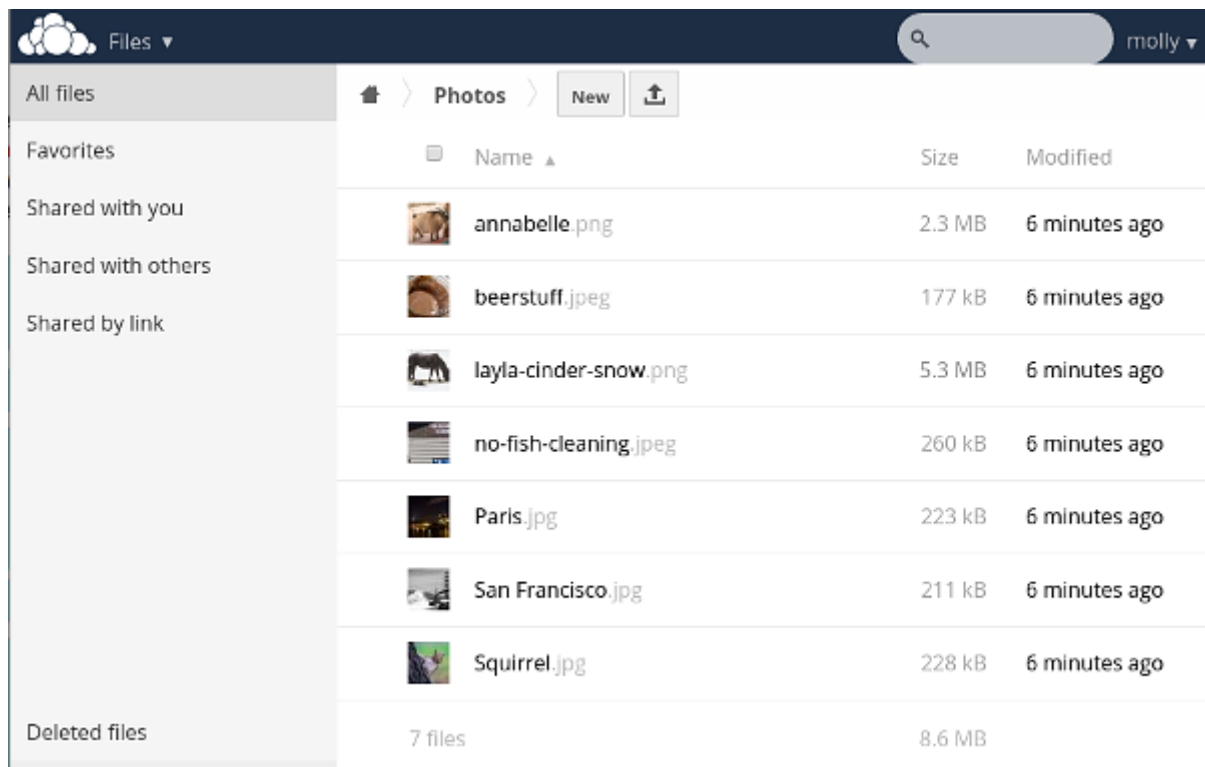 Files ▾ molly ▾
All files
Favorites
Shared with you
Shared with others
Shared by link
Deleted files
Photos New
Name ▴ Size Modified
annabelle.png 2.3 MB 6 minutes ago
beerstuff.jpeg 177 kB 6 minutes ago
layla-cinder-snow.png 5.3 MB 6 minutes ago
no-fish-cleaning.jpeg 260 kB 6 minutes ago
Paris.jpg 223 kB 6 minutes ago
San Francisco.jpg 211 kB 6 minutes ago
Squirrel.jpg 228 kB 6 minutes ago
7 files 8.6 MB